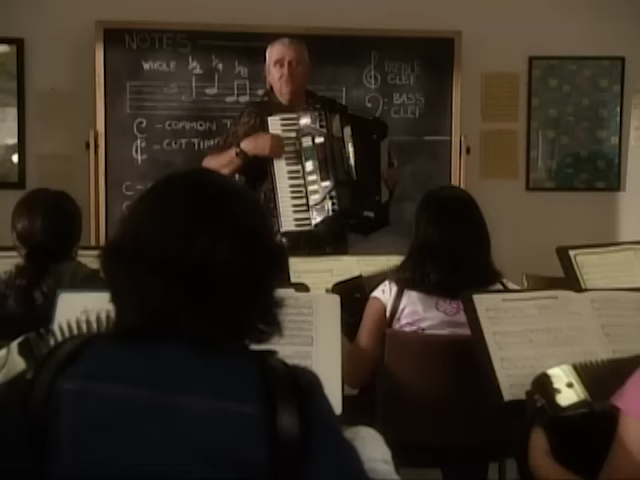 NOTES
WHOLE 1/2 1/4 1/8
TREBLE CLEF
BASS CLEF
C - COMMON T
C - CUT TIM
C -